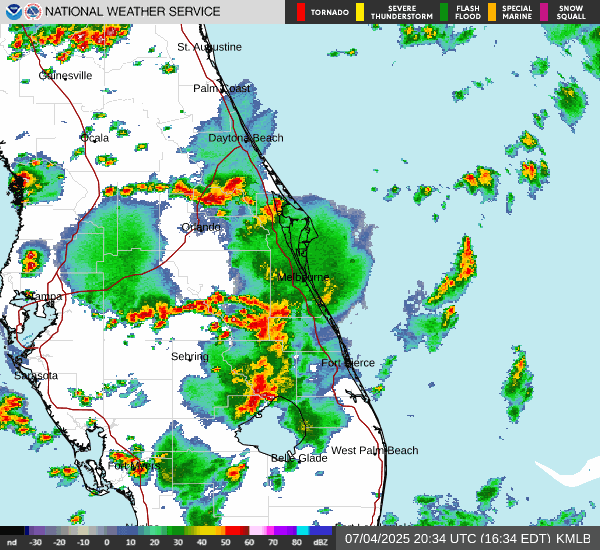 NATIONAL WEATHER SERVICE
TORNADO
SEVERE THUNDERSTORM
FLASH FLOOD
SPECIAL MARINE
SNOW SQUALL
St. Augustine
Gainesville
Palm Coast
Ocala
Daytona Beach
Orlando
Melbourne
Tampa
Sebring
Fort Pierce
Sarasota
West Palm Beach
Belle Glade
Fort Myers
nd -30 -20 -10 0 10 20 30 40 50 60 70 80 dBZ
07/04/2025 20:34 UTC (16:34 EDT) KMLB